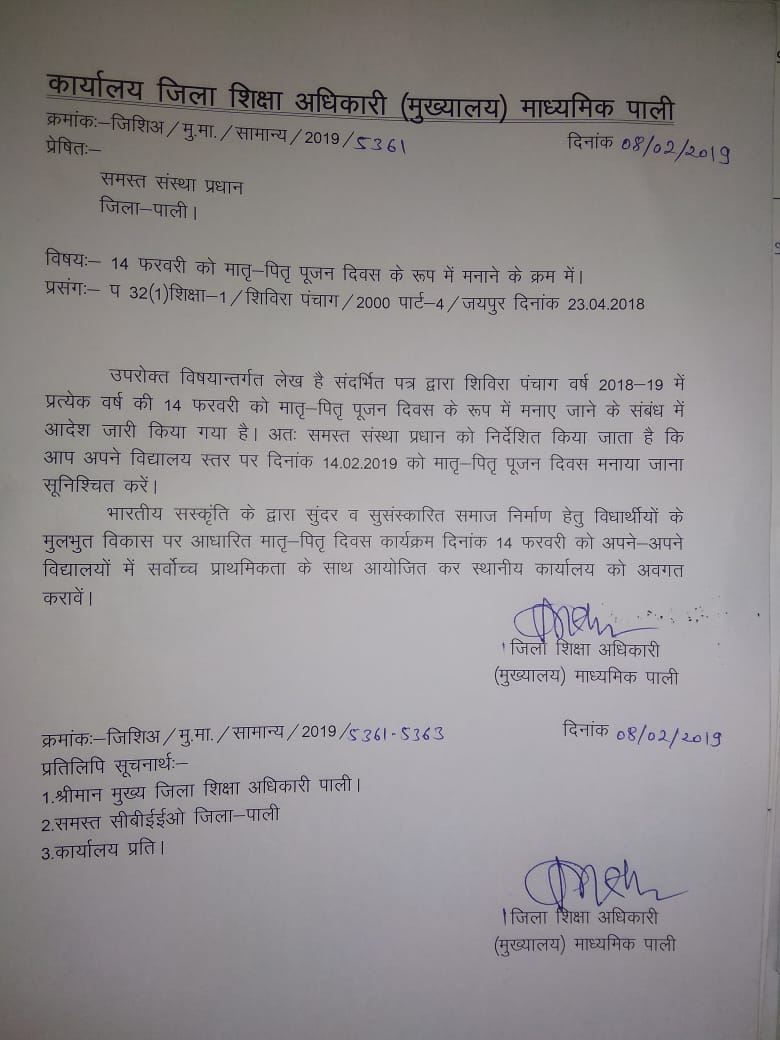 कार्यालय जिला शिक्षा अधिकारी (मुख्यालय) माध्यमिक पाली
क्रमांकः–जिशिअ/मु.मा./सामान्य/2019/5361 दिनांक 08/02/2019
प्रेषितः–
समस्त संस्था प्रधान
जिला–पाली।
विषयः– 14 फरवरी को मातृ–पितृ पूजन दिवस के रूप में मनाने के क्रम में।
प्रसंगः– प 32(1)शिक्षा–1/शिविरा पंचाग/2000 पार्ट–4/जयपुर दिनांक 23.04.2018
उपरोक्त विषयान्तर्गत लेख है संदर्भित पत्र द्वारा शिविरा पंचाग वर्ष 2018–19 में
प्रत्येक वर्ष की 14 फरवरी को मातृ–पितृ पूजन दिवस के रूप में मनाए जाने के संबंध में
आदेश जारी किया गया है। अतः समस्त संस्था प्रधान को निर्देशित किया जाता है कि
आप अपने विद्यालय स्तर पर दिनांक 14.02.2019 को मातृ–पितृ पूजन दिवस मनाया जाना
सूनिश्चित करें।
भारतीय सस्कृंति के द्वारा सुंदर व सुसंस्कारित समाज निर्माण हेतु विधार्थीयों के
मुलभुत विकास पर आधारित मातृ–पितृ दिवस कार्यक्रम दिनांक 14 फरवरी को अपने–अपने
विद्यालयों में सर्वोच्च प्राथमिकता के साथ आयोजित कर स्थानीय कार्यालय को अवगत
करावें।
जिला शिक्षा अधिकारी
(मुख्यालय) माध्यमिक पाली
क्रमांकः–जिशिअ/मु.मा./सामान्य/2019/5361-5363 दिनांक 08/02/2019
प्रतिलिपि सूचनार्थः–
1.श्रीमान मुख्य जिला शिक्षा अधिकारी पाली।
2.समस्त सीबीईईओ जिला–पाली
3.कार्यालय प्रति।
जिला शिक्षा अधिकारी
(मुख्यालय) माध्यमिक पाली